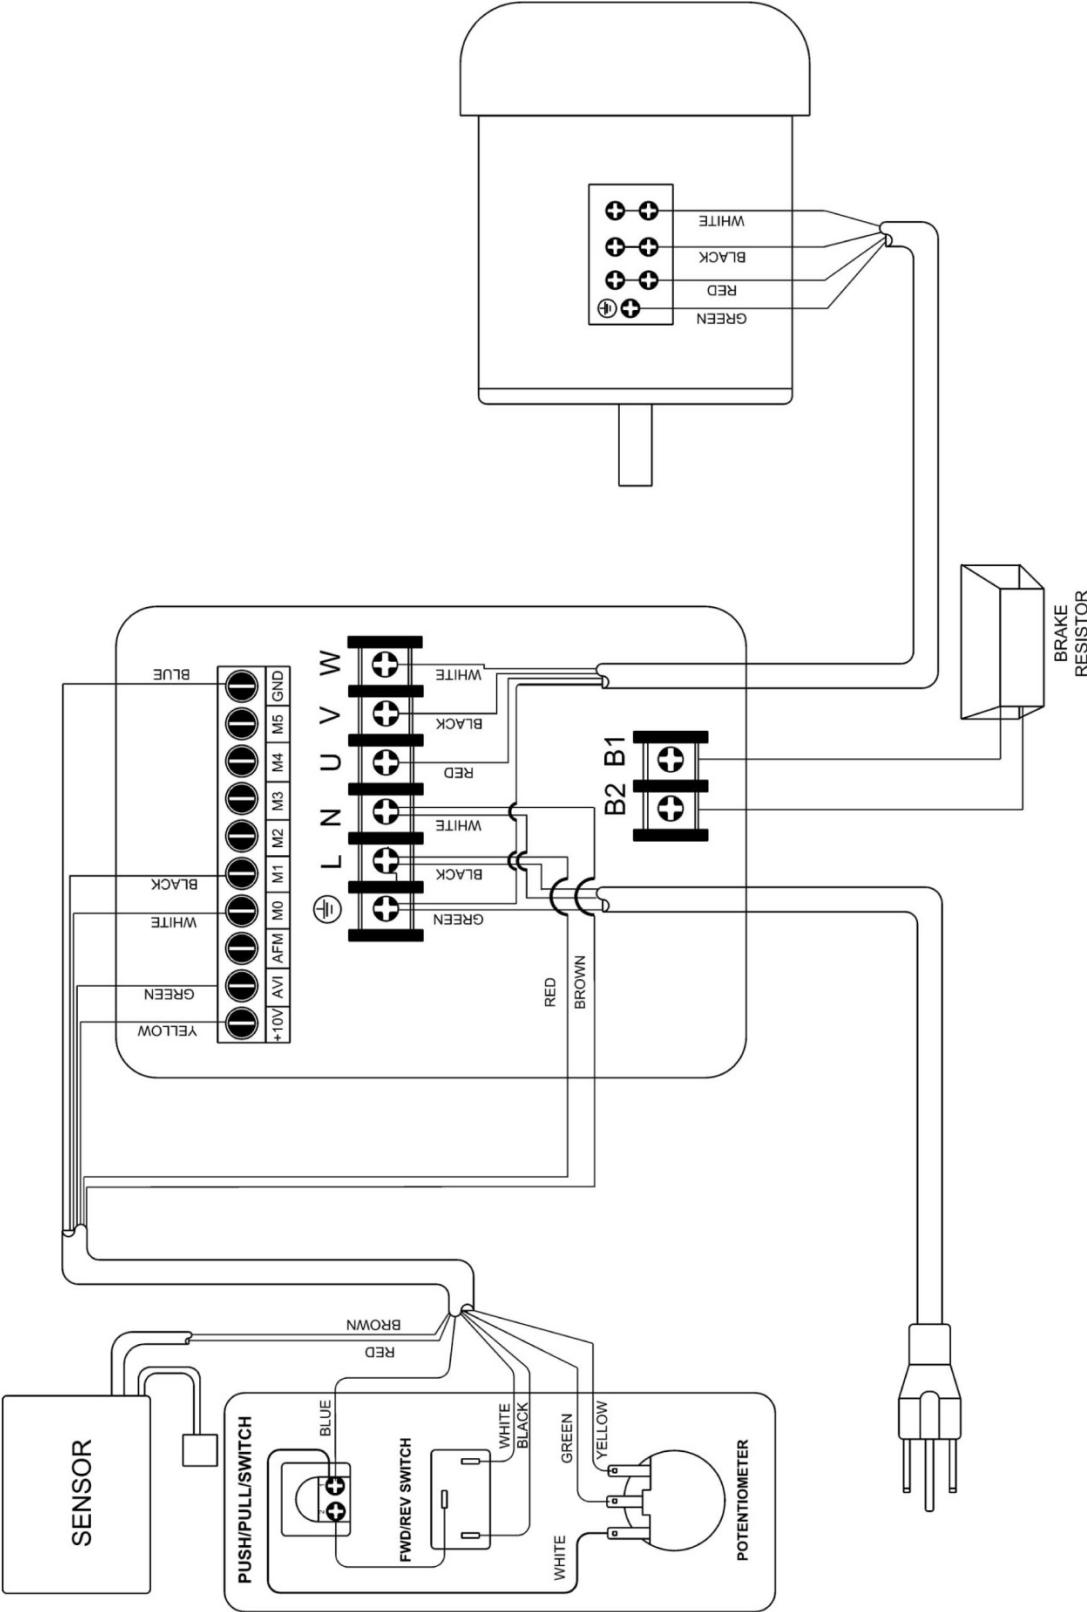 WHITE
BLACK
RED
GREEN
BRAKE
RESISTOR
BLUE
BLACK
WHITE
GREEN
YELLOW
GND
M5
M4
M3
M2
M1
M0
AFM
AVI
+10V
W
V
U
N
L
WHITE
BLACK
RED
WHITE
BLACK
GREEN
B1
B2
RED
BROWN
BROWN
RED
SENSOR
PUSH/PULL/SWITCH
BLUE
FWD/REV SWITCH
WHITE
BLACK
GREEN
YELLOW
WHITE
POTENTIOMETER